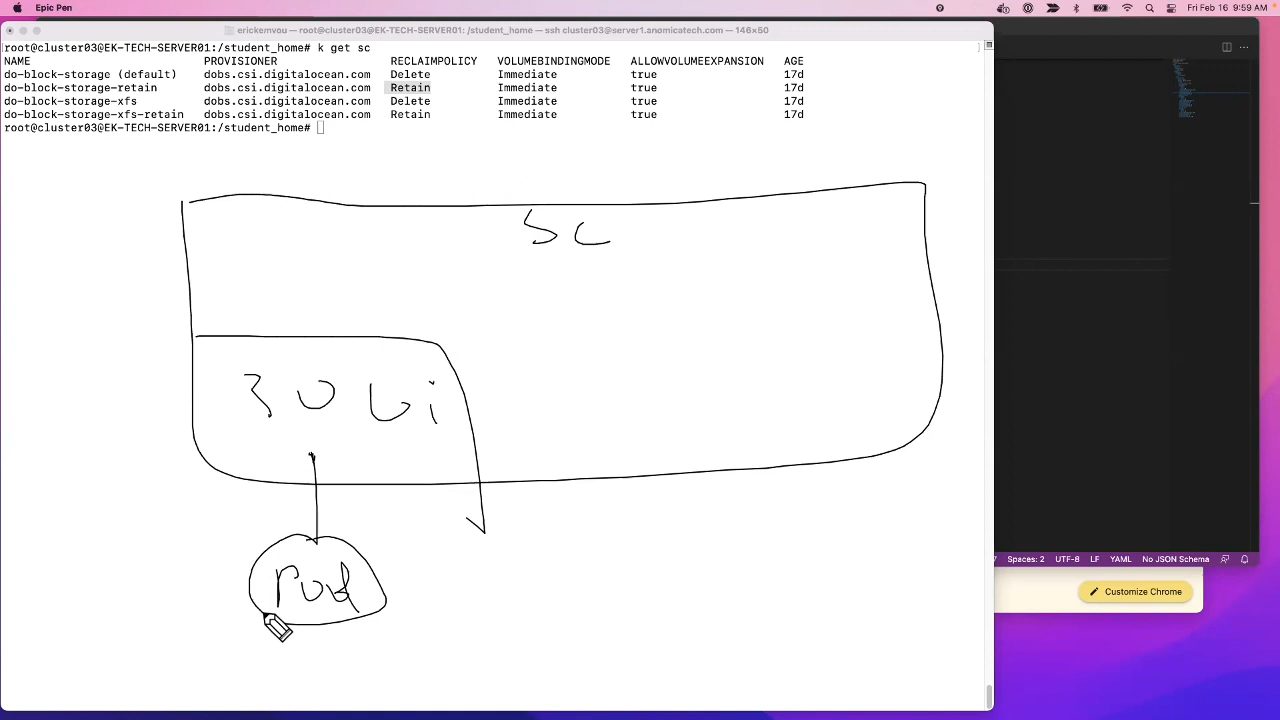 Epic Pen
Fri Feb 16 9:59 AM
erickemvou — root@EK-TECH-SERVER01: /student_home — ssh cluster03@server1.anomicatech.com — 146×50
root@cluster03@EK-TECH-SERVER01:/student_home# k get sc
NAME PROVISIONER RECLAIMPOLICY VOLUMEBINDINGMODE ALLOWVOLUMEEXPANSION AGE
do-block-storage (default) dobs.csi.digitalocean.com Delete Immediate true 17d
do-block-storage-retain dobs.csi.digitalocean.com Retain Immediate true 17d
do-block-storage-xfs dobs.csi.digitalocean.com Delete Immediate true 17d
do-block-storage-xfs-retain dobs.csi.digitalocean.com Retain Immediate true 17d
root@cluster03@EK-TECH-SERVER01:/student_home#
SC
30 Gi
Pod
Spaces: 2 UTF-8 LF YAML No JSON Schema
Customize Chrome